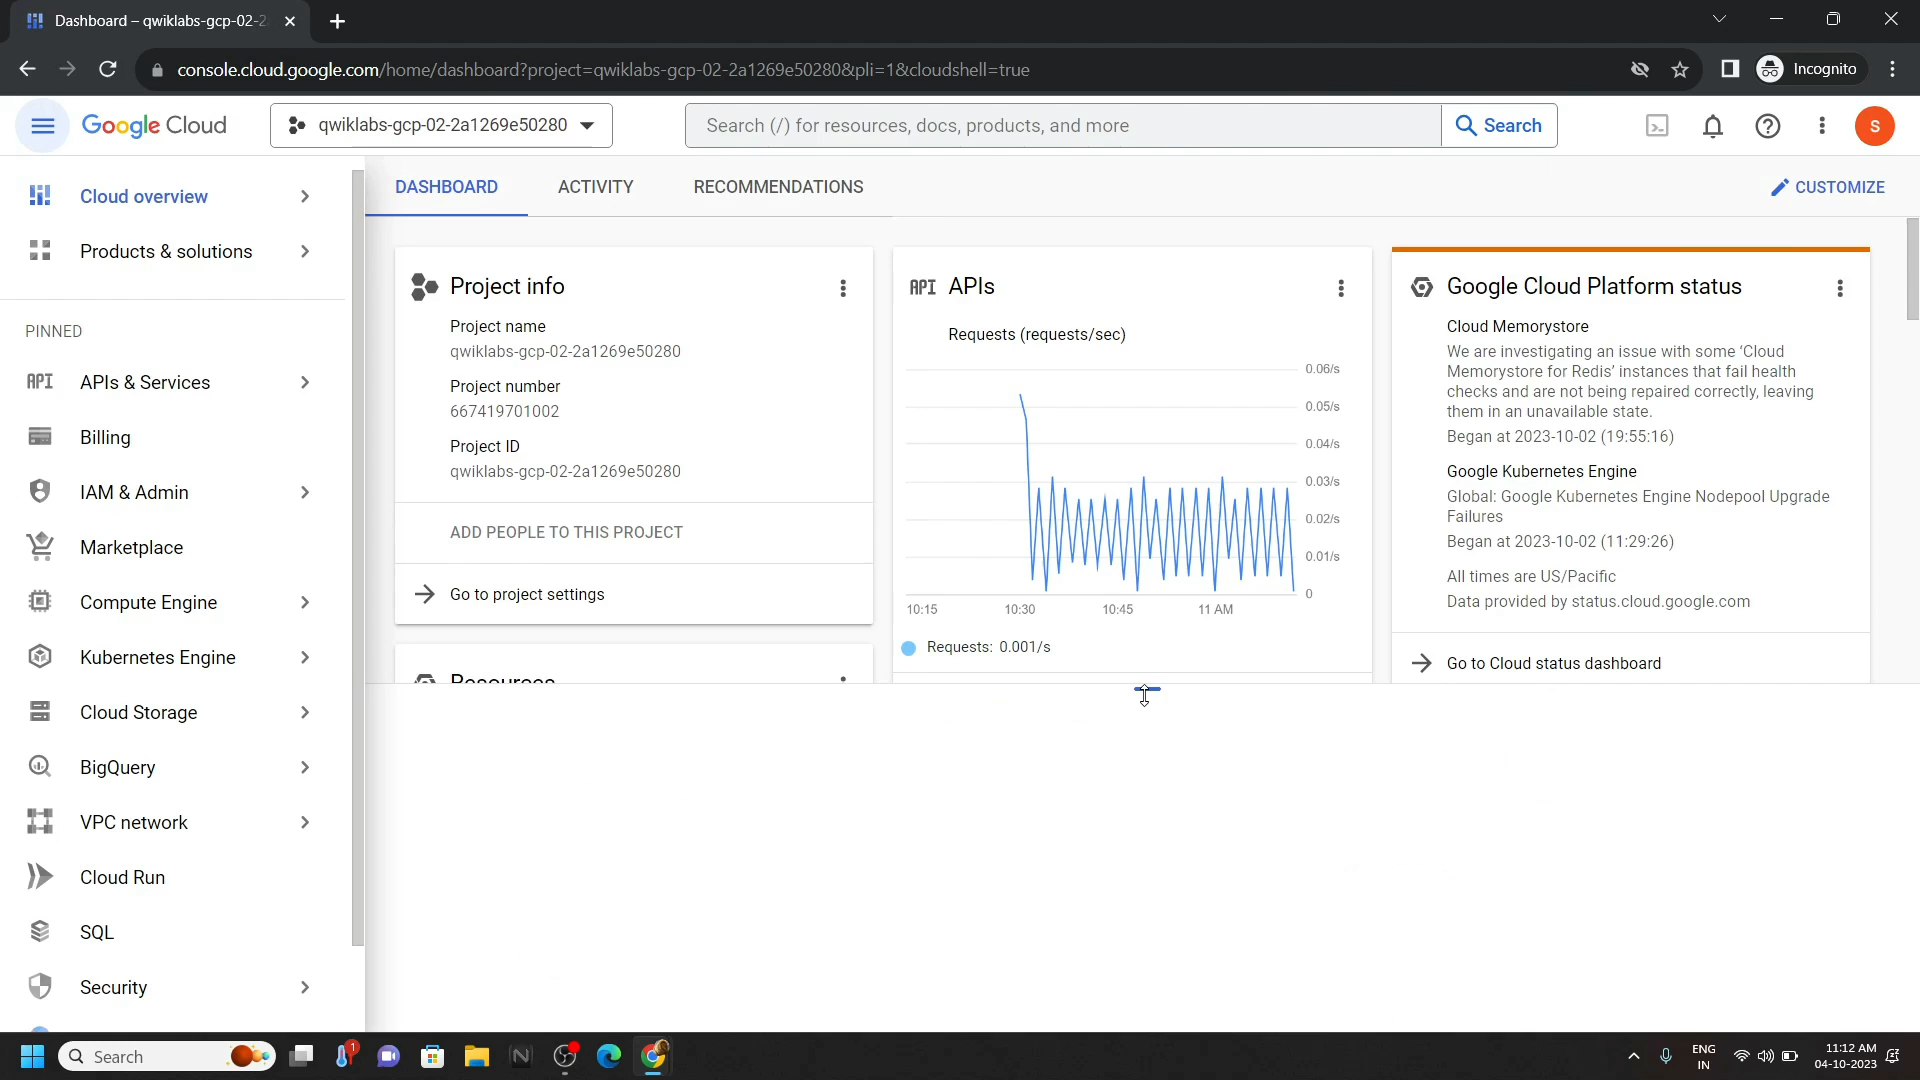 Dashboard – qwiklabs-gcp-02-2
console.cloud.google.com/home/dashboard?project=qwiklabs-gcp-02-2a1269e50280&pli=1&cloudshell=true
Incognito
Google Cloud
qwiklabs-gcp-02-2a1269e50280
Search (/) for resources, docs, products, and more
Search
S
Cloud overview
Products & solutions
PINNED
API APIs & Services
Billing
IAM & Admin
Marketplace
Compute Engine
Kubernetes Engine
Cloud Storage
BigQuery
VPC network
Cloud Run
SQL
Security
DASHBOARD
ACTIVITY
RECOMMENDATIONS
CUSTOMIZE
Project info
Project name
qwiklabs-gcp-02-2a1269e50280
Project number
667419701002
Project ID
qwiklabs-gcp-02-2a1269e50280
ADD PEOPLE TO THIS PROJECT
Go to project settings
Resources
API APIs
Requests (requests/sec)
0.06/s
0.05/s
0.04/s
0.03/s
0.02/s
0.01/s
0
10:15
10:30
10:45
11 AM
Requests: 0.001/s
Google Cloud Platform status
Cloud Memorystore
We are investigating an issue with some ‘Cloud
Memorystore for Redis’ instances that fail health
checks and are not being repaired correctly, leaving
them in an unavailable state.
Began at 2023-10-02 (19:55:16)
Google Kubernetes Engine
Global: Google Kubernetes Engine Nodepool Upgrade
Failures
Began at 2023-10-02 (11:29:26)
All times are US/Pacific
Data provided by status.cloud.google.com
Go to Cloud status dashboard
Search
1
ENG
IN
11:12 AM
04-10-2023